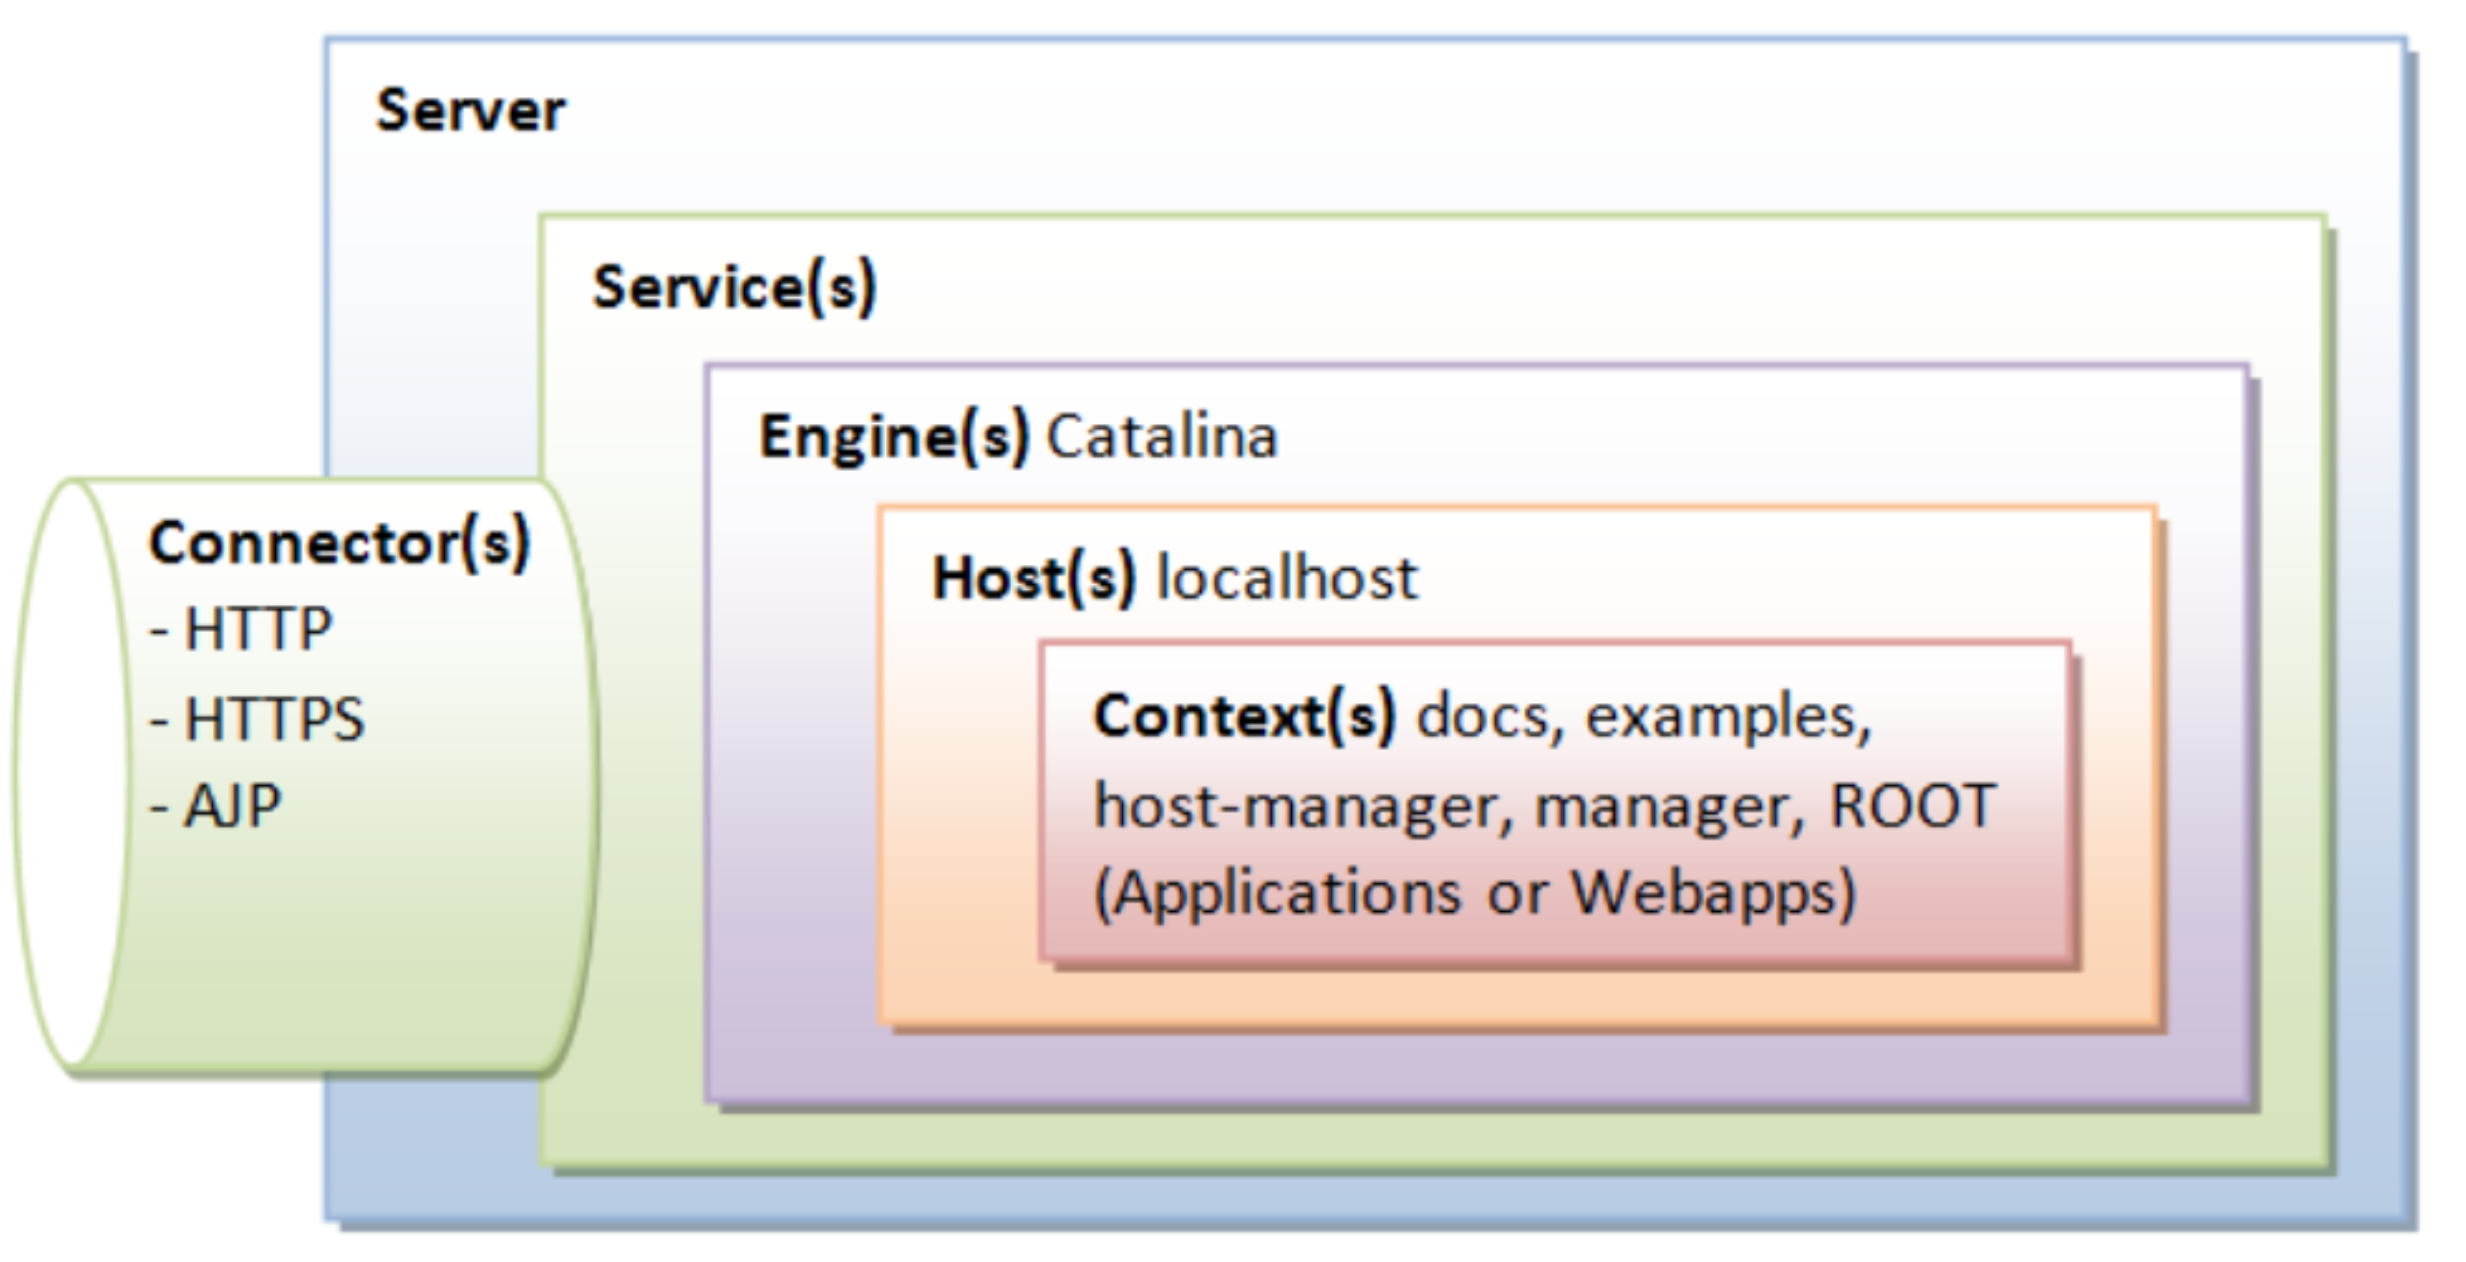 Server
Service(s)
Engine(s) Catalina
Connector(s)
- HTTP
- HTTPS
- AJP
Host(s) localhost
Context(s) docs, examples,
host-manager, manager, ROOT
(Applications or Webapps)